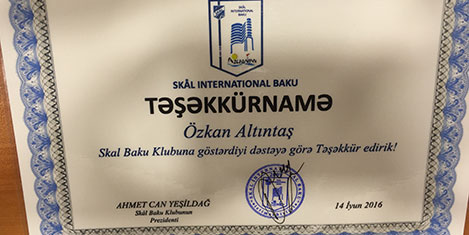 SKÅL
INTERNATIONAL
BAKU
SKÅL INTERNATIONAL BAKU
TƏŞƏKKÜRNAMƏ
Özkan Altıntaş
Skal Baku Klubuna göstərdiyi dəstəyə görə Təşəkkür edirik!
AHMET CAN YEŞİLDAĞ
Skål Baku Klubunun
Prezidenti
14 İyun 2016